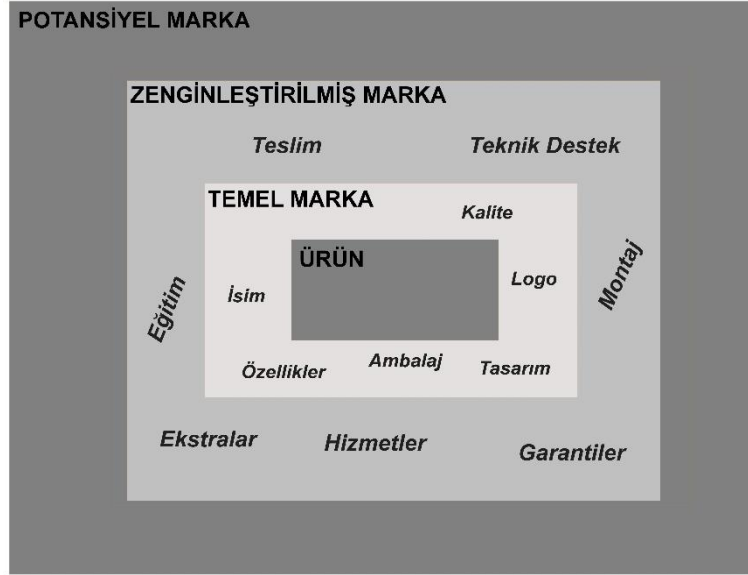 POTANSİYEL MARKA
ZENGİNLEŞTİRİLMİŞ MARKA
Teslim
Teknik Destek
TEMEL MARKA
Kalite
ÜRÜN
Eğitim
İsim
Logo
Montaj
Özellikler
Ambalaj
Tasarım
Ekstralar
Hizmetler
Garantiler